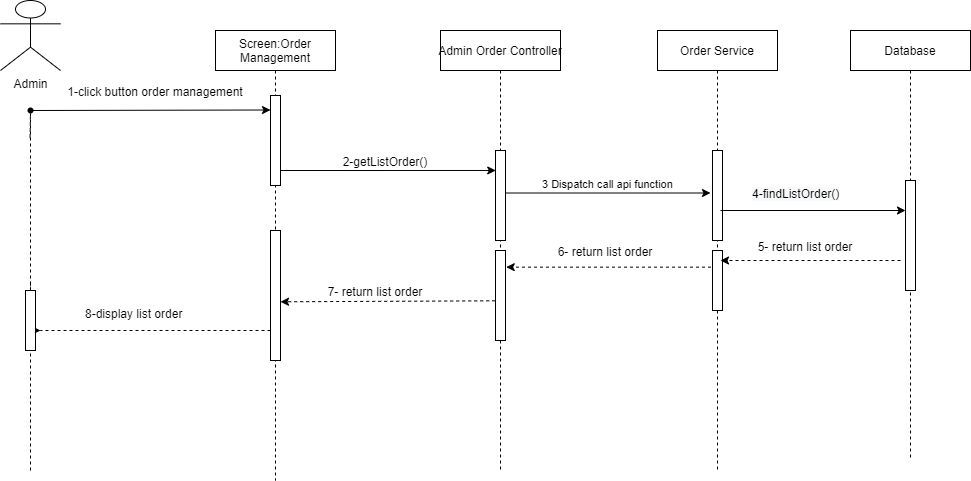 Screen:Order
Management
Admin Order Controller
Order Service
Database
Admin
1-click button order management
2-getListOrder()
3 Dispatch call api function
4-findListOrder()
5- return list order
6- return list order
7- return list order
8-display list order